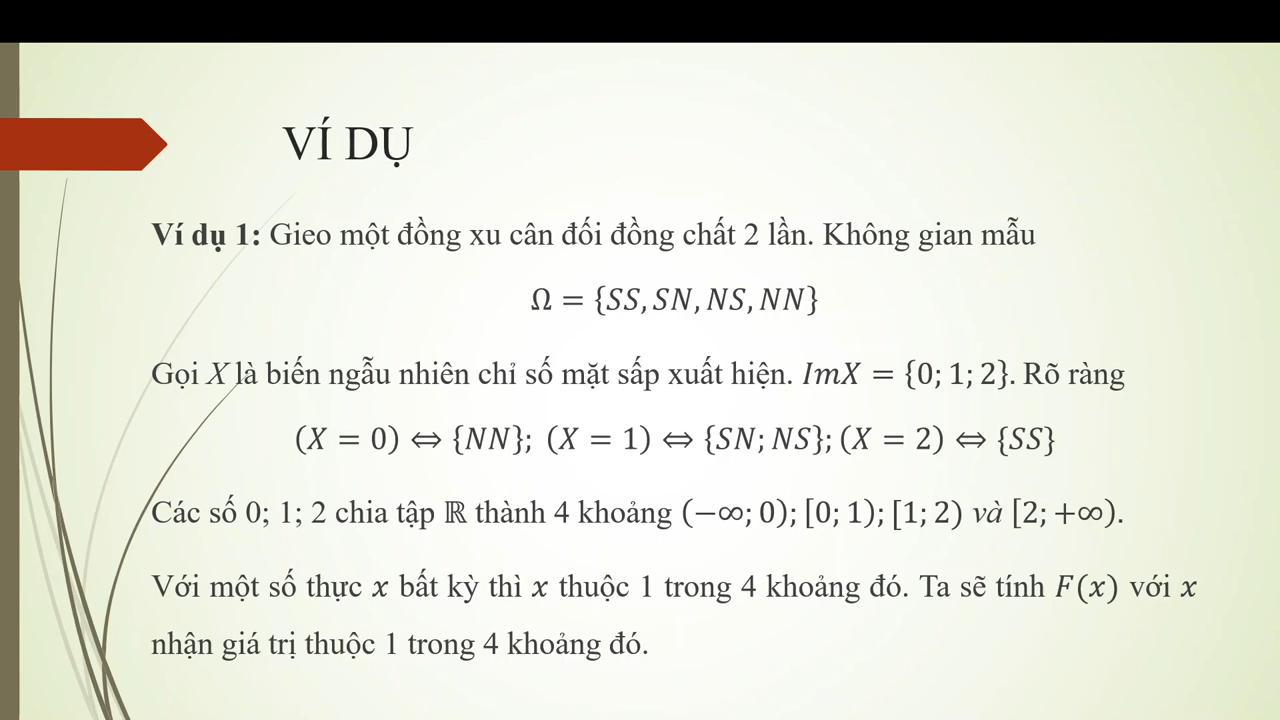 VÍ DỤ
Ví dụ 1: Gieo một đồng xu cân đối đồng chất 2 lần. Không gian mẫu
Ω = {SS, SN, NS, NN}
Gọi X là biến ngẫu nhiên chỉ số mặt sấp xuất hiện. ImX = {0; 1; 2}. Rõ ràng
(X = 0) ⇔ {NN}; (X = 1) ⇔ {SN; NS}; (X = 2) ⇔ {SS}
Các số 0; 1; 2 chia tập ℝ thành 4 khoảng (−∞; 0); [0; 1); [1; 2) và [2; +∞).
Với một số thực x bất kỳ thì x thuộc 1 trong 4 khoảng đó. Ta sẽ tính F(x) với x
nhận giá trị thuộc 1 trong 4 khoảng đó.